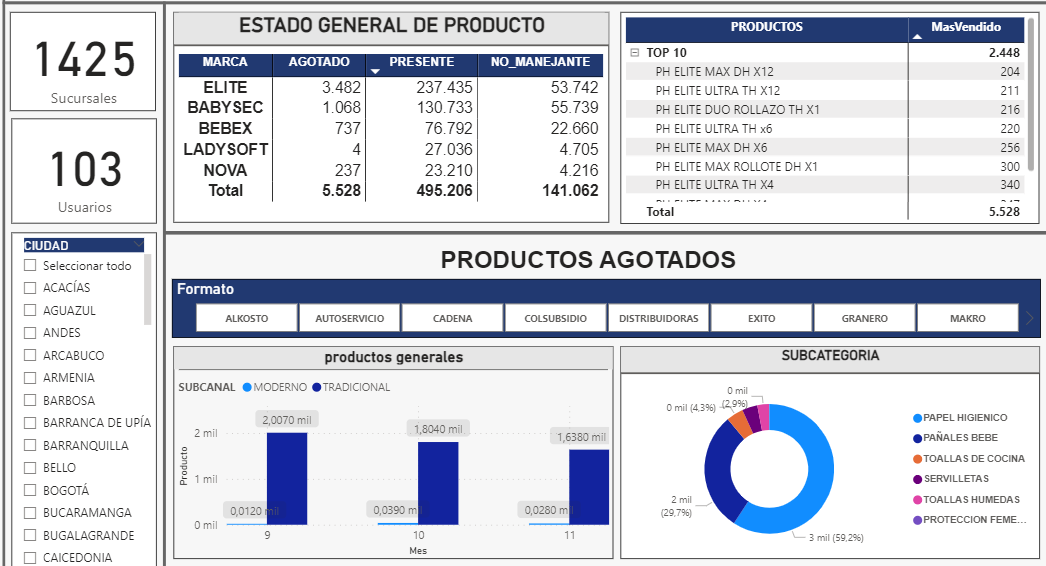 1425
Sucursales
103
Usuarios
CIUDAD
Seleccionar todo
ACACÍAS
AGUAZUL
ANDES
ARCABUCO
ARMENIA
BARBOSA
BARRANCA DE UPÍA
BARRANQUILLA
BELLO
BOGOTÁ
BUCARAMANGA
BUGALAGRANDE
CAICEDONIA
ESTADO GENERAL DE PRODUCTO
MARCA AGOTADO PRESENTE NO_MANEJANTE
ELITE 3.482 237.435 53.742
BABYSEC 1.068 130.733 55.739
BEBEX 737 76.792 22.660
LADYSOFT 4 27.036 4.705
NOVA 237 23.210 4.216
Total 5.528 495.206 141.062
PRODUCTOS MasVendido
TOP 10 2.448
PH ELITE MAX DH X12 204
PH ELITE ULTRA TH X12 211
PH ELITE DUO ROLLAZO TH X1 216
PH ELITE ULTRA TH x6 220
PH ELITE MAX DH X6 256
PH ELITE MAX ROLLOTE DH X1 300
PH ELITE ULTRA TH X4 340
Total 5.528
PRODUCTOS AGOTADOS
Formato
ALKOSTO AUTOSERVICIO CADENA COLSUBSIDIO DISTRIBUIDORAS EXITO GRANERO MAKRO
productos generales
SUBCANAL MODERNO TRADICIONAL
2,0070 mil
1,8040 mil
1,6380 mil
2 mil
1 mil
0 mil
Producto
0,0120 mil
0,0390 mil
0,0280 mil
9 10 11
Mes
SUBCATEGORIA
0 mil
(2,9%)
0 mil (4,3%)
2 mil
(29,7%)
3 mil (59,2%)
PAPEL HIGIENICO
PAÑALES BEBE
TOALLAS DE COCINA
SERVILLETAS
TOALLAS HUMEDAS
PROTECCION FEME...